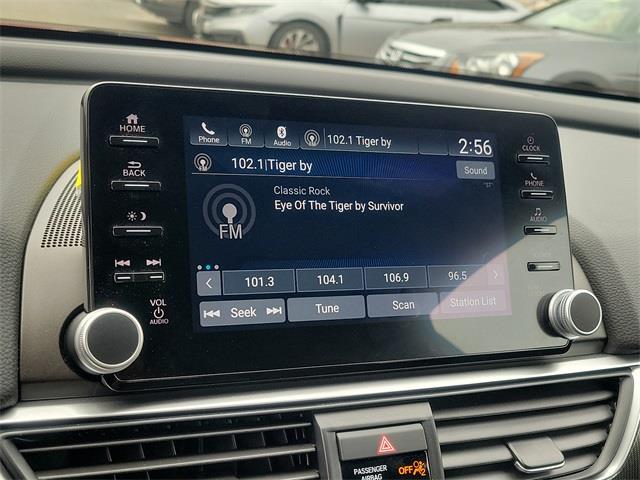 HOME
BACK
VOL
AUDIO
Phone
FM
Audio
102.1 Tiger by
2:56
102.1|Tiger by
Sound
Classic Rock
Eye Of The Tiger by Survivor
FM
101.3
104.1
106.9
96.5
Seek
Tune
Scan
Station List
CLOCK
PHONE
AUDIO
PASSENGER
AIRBAG
OFF